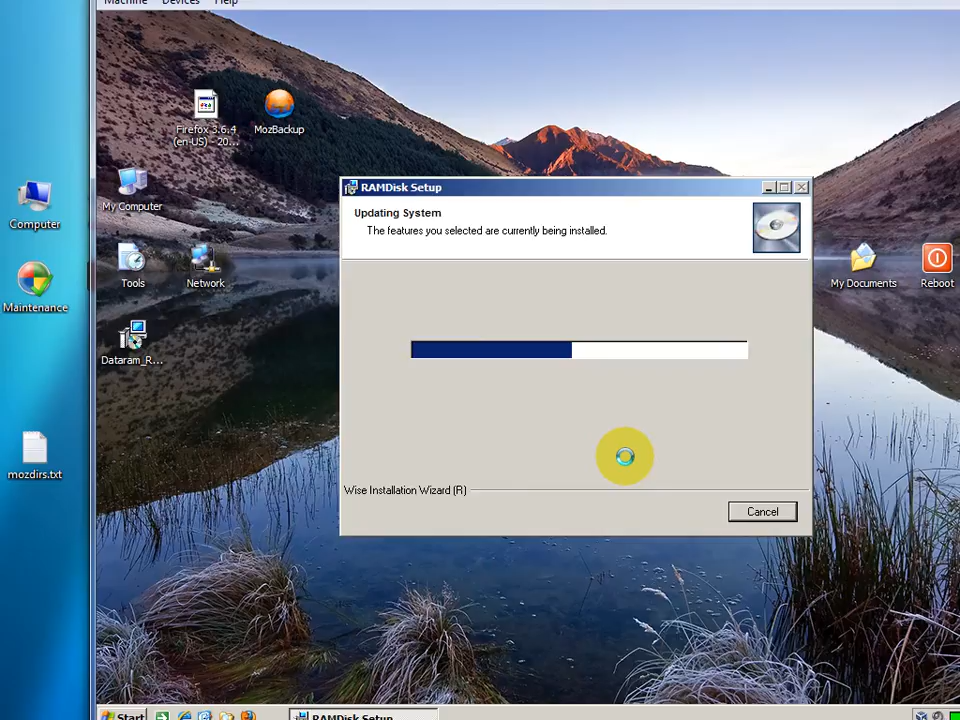 Machine Devices Help
Firefox 3.6.4
(en-US) - 20...
MozBackup
My Computer
Computer
Tools
Network
Maintenance
Dataram_R...
mozdirs.txt
RAMDisk Setup
Updating System
The features you selected are currently being installed.
Wise Installation Wizard (R)
Cancel
My Documents
Reboot
Start
RAMDisk Setup